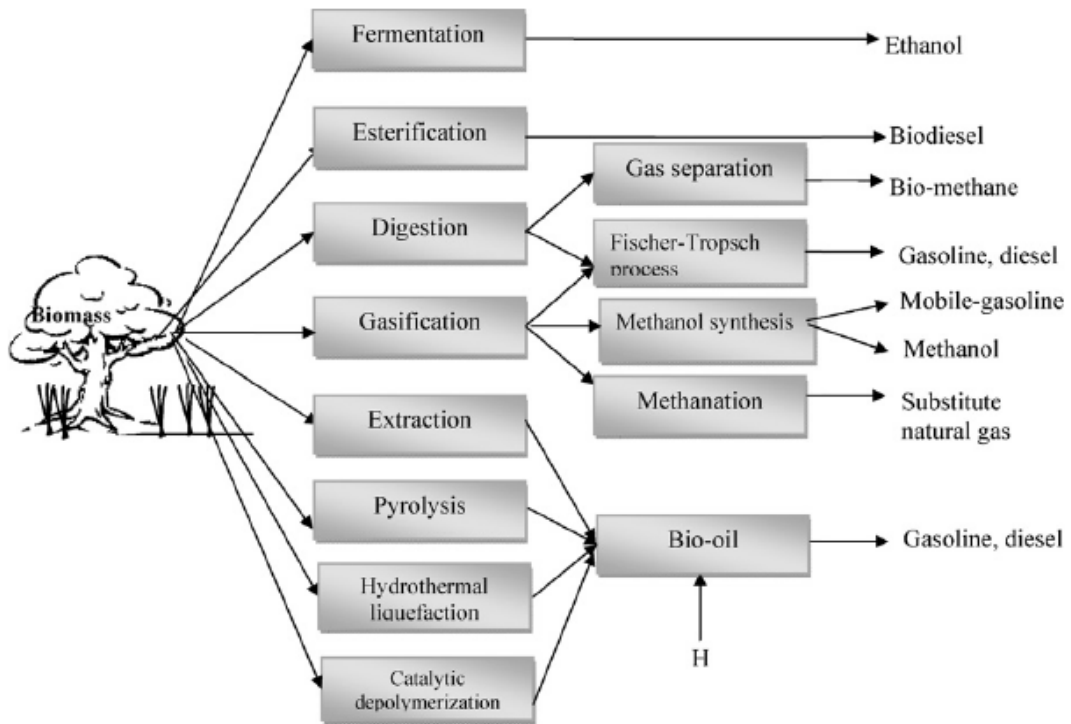 Fermentation
Ethanol
Esterification
Biodiesel
Gas separation
Bio-methane
Digestion
Fischer-Tropsch
process
Gasoline, diesel
Biomass
Gasification
Methanol synthesis
Mobile-gasoline
Methanol
Methanation
Substitute
natural gas
Extraction
Pyrolysis
Bio-oil
Gasoline, diesel
Hydrothermal
liquefaction
H
Catalytic
depolymerization